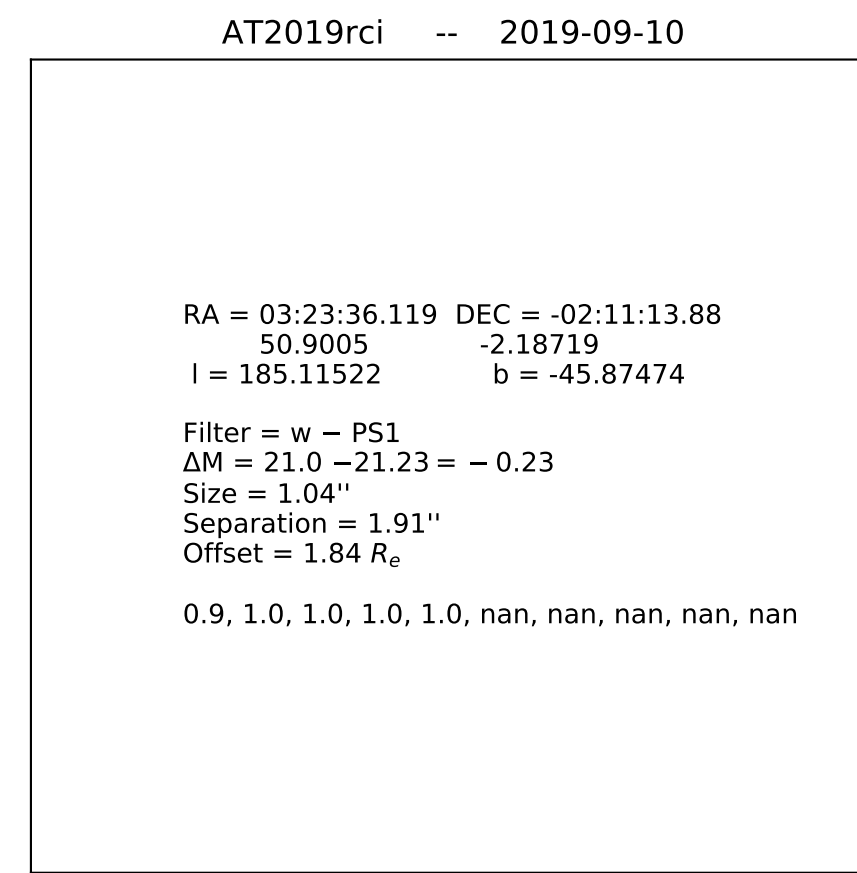 AT2019rci -- 2019-09-10
RA = 03:23:36.119 DEC = -02:11:13.88
50.9005 -2.18719
l = 185.11522 b = -45.87474
Filter = w − PS1
ΔM = 21.0 −21.23 = − 0.23
Size = 1.04''
Separation = 1.91''
Offset = 1.84 Rₑ
0.9, 1.0, 1.0, 1.0, 1.0, nan, nan, nan, nan, nan